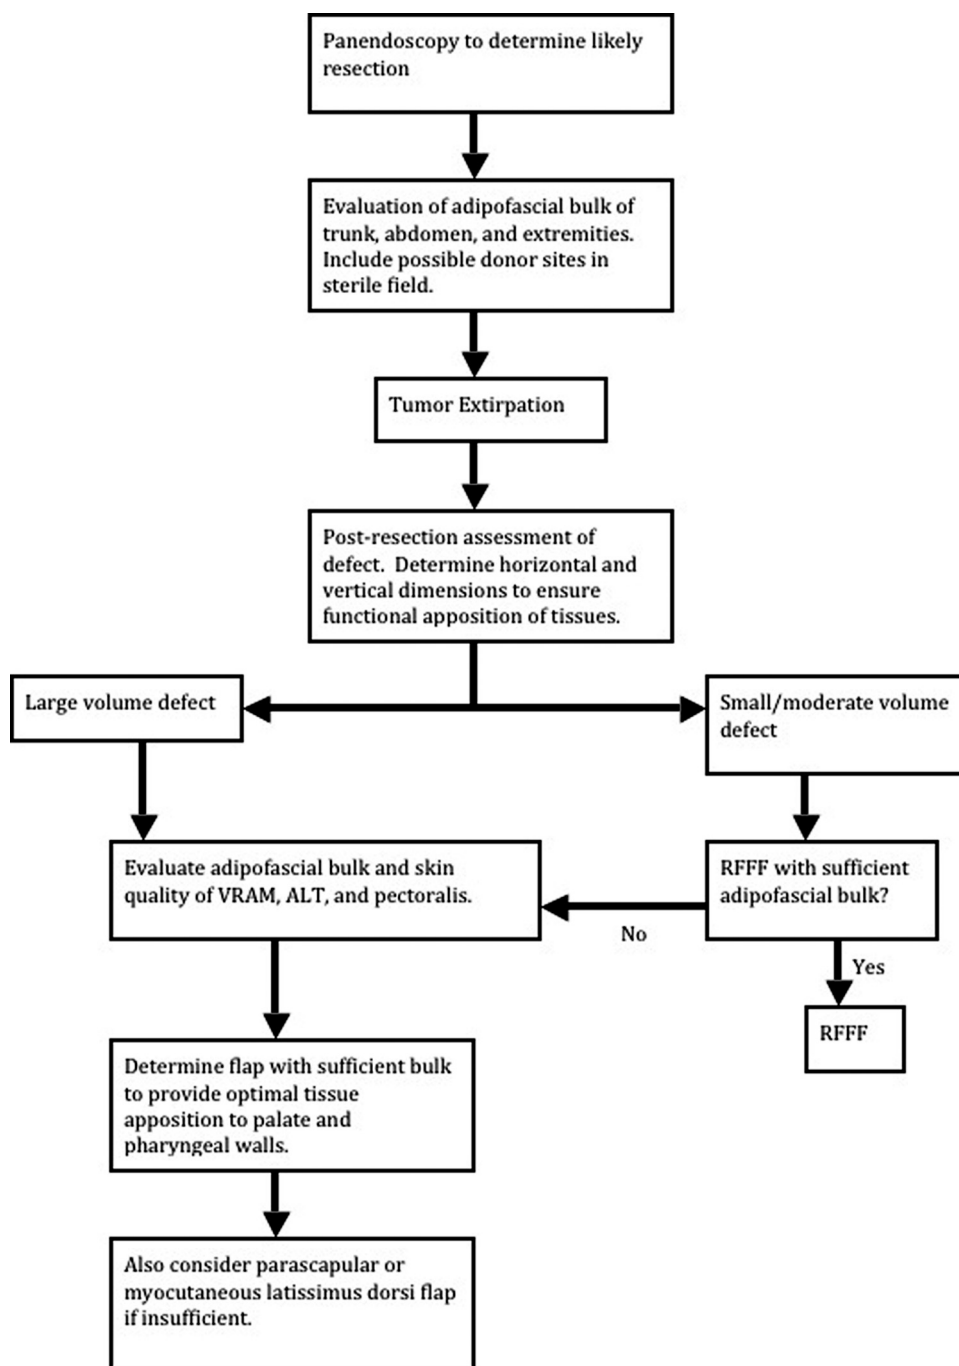 Panendoscopy to determine likely
resection
Evaluation of adipofascial bulk of
trunk, abdomen, and extremities.
Include possible donor sites in
sterile field.
Tumor Extirpation
Post-resection assessment of
defect.  Determine horizontal and
vertical dimensions to ensure
functional apposition of tissues.
Large volume defect
Small/moderate volume
defect
Evaluate adipofascial bulk and skin
quality of VRAM, ALT, and pectoralis.
RFFF with sufficient
adipofascial bulk?
No
Yes
RFFF
Determine flap with sufficient bulk
to provide optimal tissue
apposition to palate and
pharyngeal walls.
Also consider parascapular or
myocutaneous latissimus dorsi flap
if insufficient.